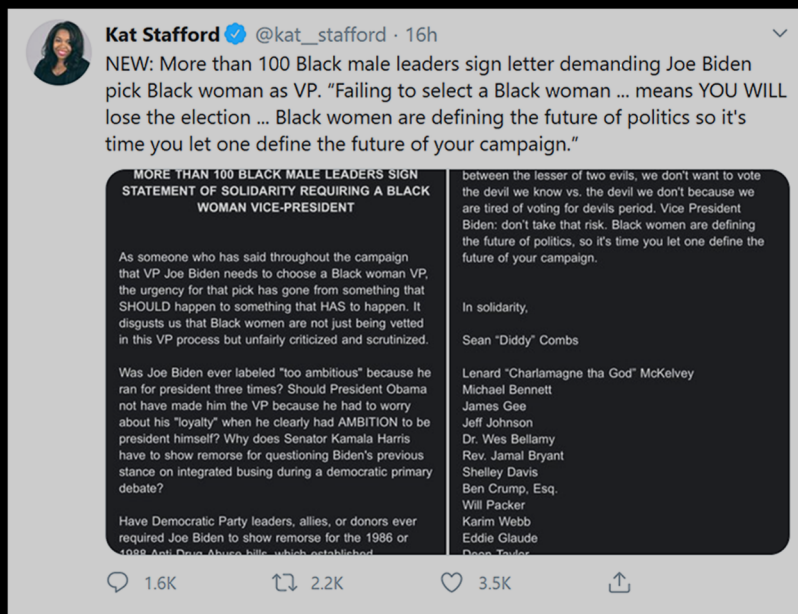 Kat Stafford @kat__stafford · 16h
NEW: More than 100 Black male leaders sign letter demanding Joe Biden
pick Black woman as VP. “Failing to select a Black woman ... means YOU WILL
lose the election ... Black women are defining the future of politics so it's
time you let one define the future of your campaign.”
MORE THAN 100 BLACK MALE LEADERS SIGN
STATEMENT OF SOLIDARITY REQUIRING A BLACK
WOMAN VICE-PRESIDENT
As someone who has said throughout the campaign
that VP Joe Biden needs to choose a Black woman VP,
the urgency for that pick has gone from something that
SHOULD happen to something that HAS to happen. It
disgusts us that Black women are not just being vetted
in this VP process but unfairly criticized and scrutinized.
Was Joe Biden ever labeled "too ambitious" because he
ran for president three times? Should President Obama
not have made him the VP because he had to worry
about his "loyalty" when he clearly had AMBITION to be
president himself? Why does Senator Kamala Harris
have to show remorse for questioning Biden's previous
stance on integrated busing during a democratic primary
debate?
Have Democratic Party leaders, allies, or donors ever
required Joe Biden to show remorse for the 1986 or
1988 Anti-Drug Abuse bills, which established
between the lesser of two evils, we don't want to vote
the devil we know vs. the devil we don't because we
are tired of voting for devils period. Vice President
Biden: don't take that risk. Black women are defining
the future of politics, so it's time you let one define the
future of your campaign.
In solidarity,
Sean "Diddy" Combs
Lenard "Charlamagne tha God" McKelvey
Michael Bennett
James Gee
Jeff Johnson
Dr. Wes Bellamy
Rev. Jamal Bryant
Shelley Davis
Ben Crump, Esq.
Will Packer
Karim Webb
Eddie Glaude
Deon Taylor
1.6K 2.2K 3.5K